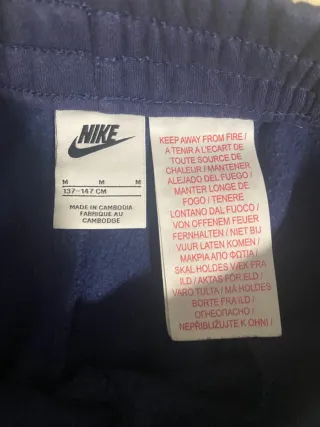 NIKE
M M M
137-147 CM
MADE IN CAMBODIA
FABRIQUE AU
CAMBODGE
KEEP AWAY FROM FIRE /
A TENIR A L'ECART DE
TOUTE SOURCE DE
CHALEUR / MANTENER
ALEJADO DEL FUEGO /
MANTER LONGE DE
FOGO / TENERE
LONTANO DAL FUOCO /
VON OFFENEM FEUER
FERNHALTEN / NIET BIJ
VUUR LATEN KOMEN /
ΜΑΚΡΙΑ ΑΠΟ ΦΩΤΙΑ /
SKAL HOLDES VÆK FRA
ILD / AKTAS FÖR ELD /
VARO TULTA / MÅ HOLDES
BORTE FRA ILD /
ОГНЕОПАСНО /
NEPŘIBLIŽUJTE K OHNI /